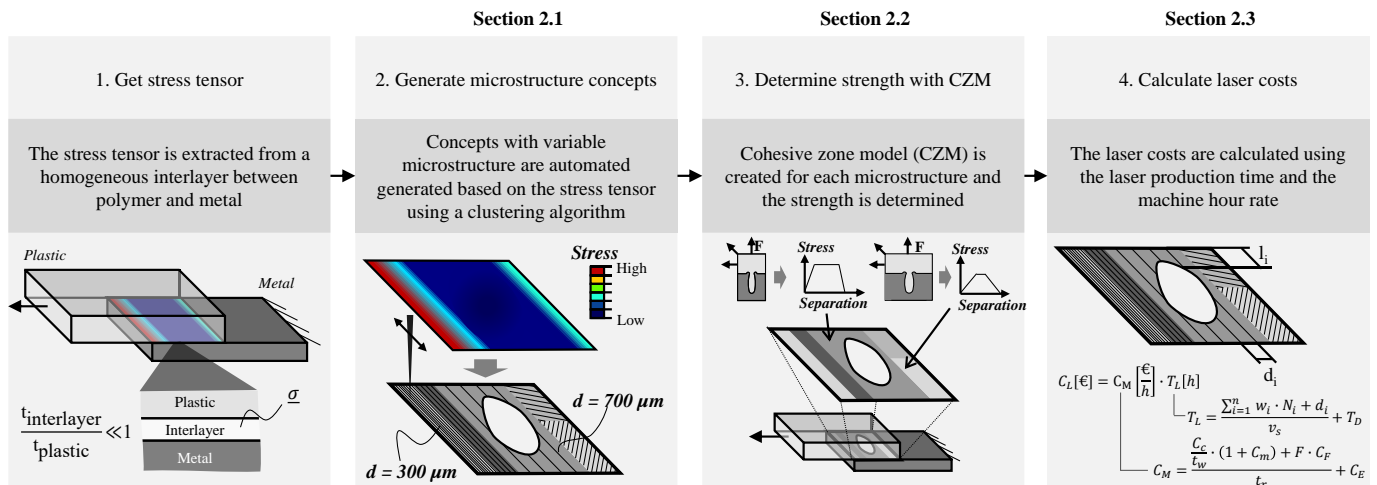 Section 2.1
Section 2.2
Section 2.3
1. Get stress tensor
2. Generate microstructure concepts
3. Determine strength with CZM
4. Calculate laser costs
The stress tensor is extracted from a
homogeneous interlayer between
polymer and metal
Concepts with variable
microstructure are automated
generated based on the stress tensor
using a clustering algorithm
Cohesive zone model (CZM) is
created for each microstructure and
the strength is determined
The laser costs are calculated using
the laser production time and the
machine hour rate
Plastic
Metal
σ
Plastic
Interlayer
Metal
t_interlayer / t_plastic ≪1
Stress
High
Low
d = 700 μm
d = 300 μm
F
Stress
Separation
F
Stress
Separation
l_i
d_i
C_L[€] = C_M [€/h] · T_L[h]
T_L = (∑_{i=1}^{n} w_i · N_i + d_i) / v_s + T_D
C_M = (C_c/t_w · (1 + C_m) + F · C_F) / t_r + C_E